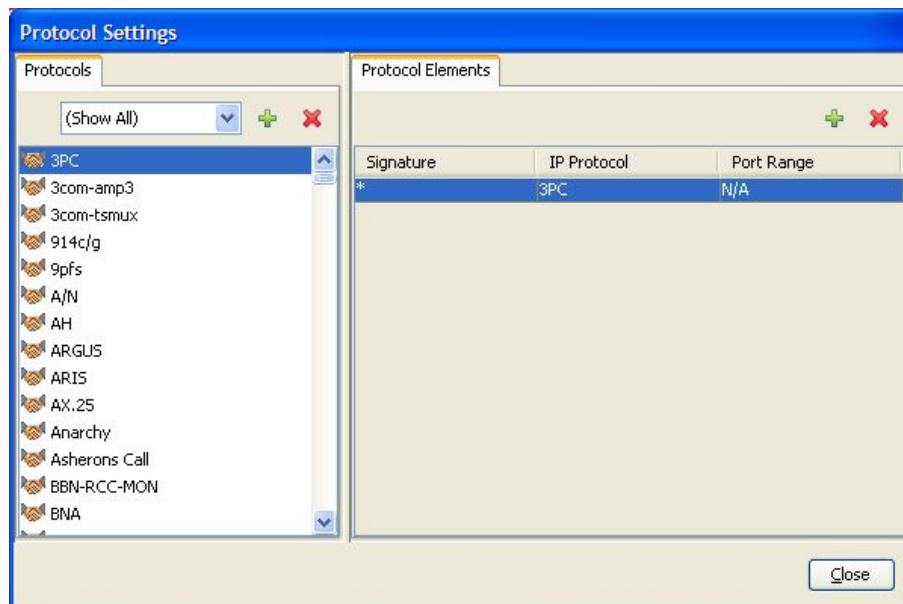 Protocol Settings
Protocols
Protocol Elements
(Show All)
3PC
3com-amp3
3com-tsmux
914c/g
9pfs
A/N
AH
ARGUS
ARIS
AX.25
Anarchy
Asherons Call
BBN-RCC-MON
BNA
Signature IP Protocol Port Range
* 3PC N/A
Close